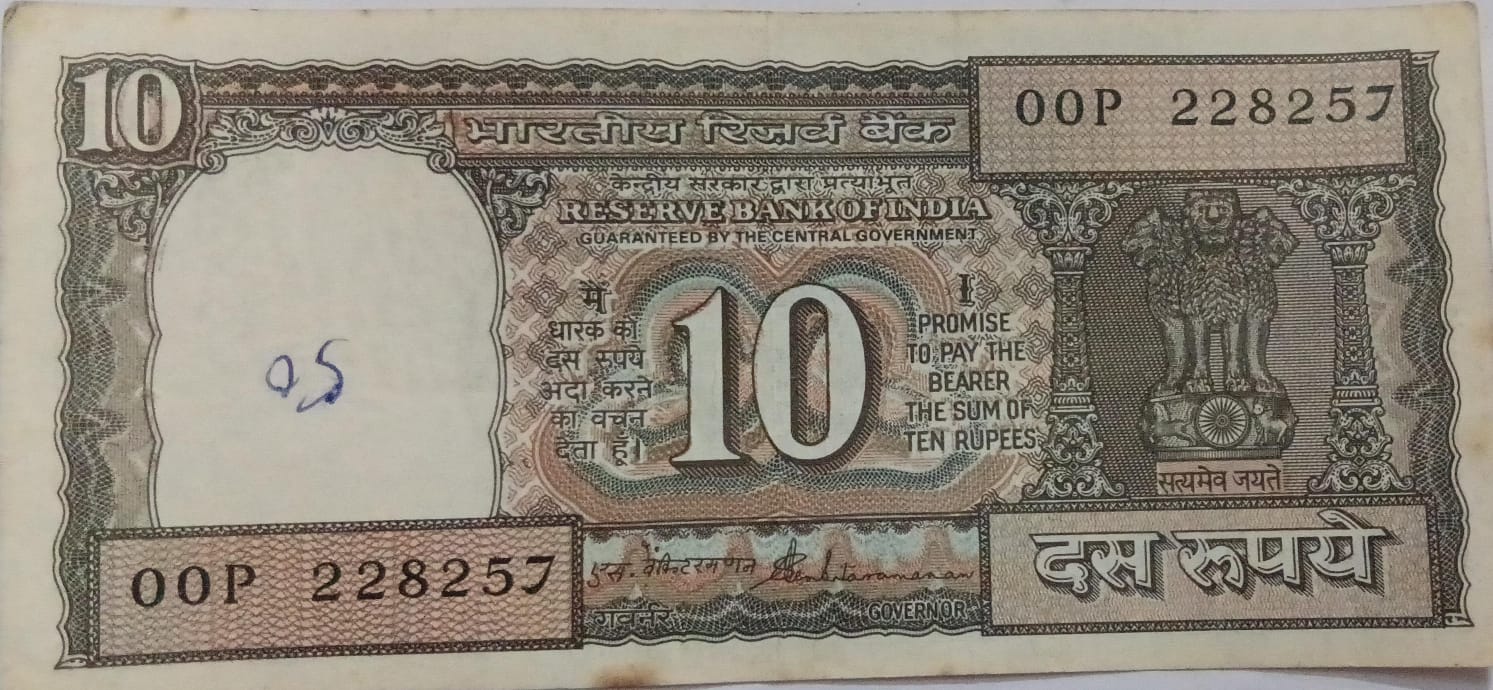 10
भारतीय रिज़र्व बैंक
00P 228257
केन्दीय सरकार द्वारा प्रत्याभूत
RESERVE BANK OF INDIA
GUARANTEED BY THE CENTRAL GOVERNMENT
मैं
धारक को
दस रुपये
अदा करने
का वचन
देता हूँ।
10
I
PROMISE
TO PAY THE
BEARER
THE SUM OF
TEN RUPEES
05
सत्यमेव जयते
00P 228257
एस. वेंकिटरमणन
गवर्नर
GOVERNOR
दस रूपये